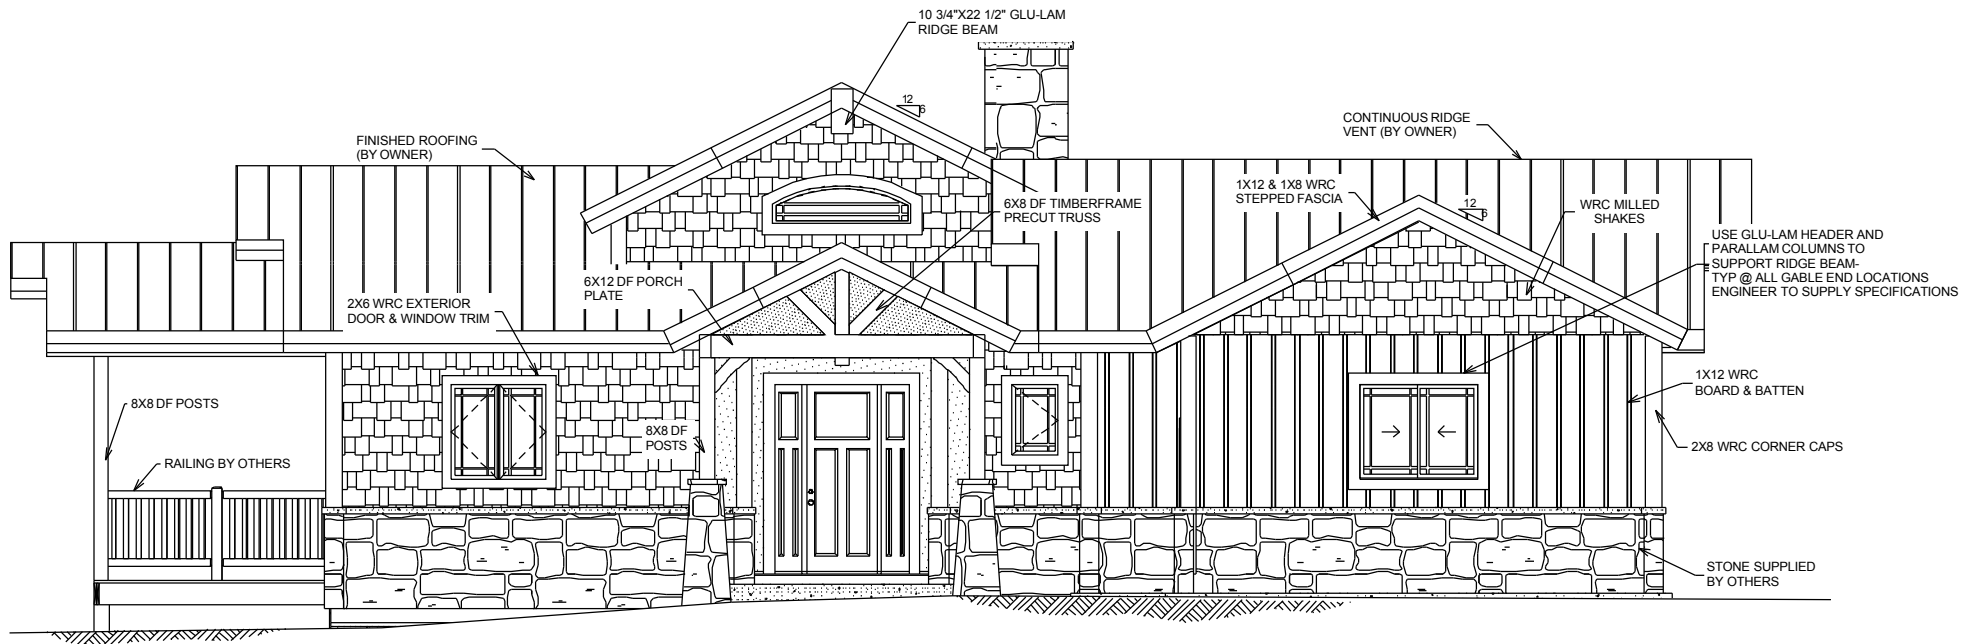 10 3/4"X22 1/2" GLU-LAM
RIDGE BEAM
12
6
CONTINUOUS RIDGE
VENT (BY OWNER)
FINISHED ROOFING
(BY OWNER)
1X12 & 1X8 WRC
STEPPED FASCIA
6X8 DF TIMBERFRAME
PRECUT TRUSS
12
6
WRC MILLED
SHAKES
USE GLU-LAM HEADER AND
PARALLAM COLUMNS TO
SUPPORT RIDGE BEAM-
TYP @ ALL GABLE END LOCATIONS
ENGINEER TO SUPPLY SPECIFICATIONS
6X12 DF PORCH
PLATE
2X6 WRC EXTERIOR
DOOR & WINDOW TRIM
1X12 WRC
BOARD & BATTEN
8X8 DF POSTS
8X8 DF
POSTS
2X8 WRC CORNER CAPS
RAILING BY OTHERS
STONE SUPPLIED
BY OTHERS